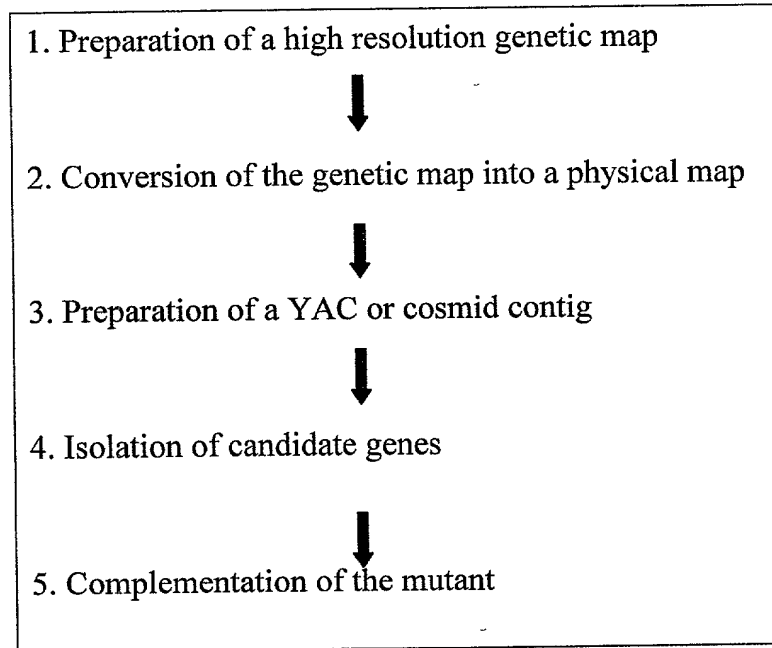 1. Preparation of a high resolution genetic map
2. Conversion of the genetic map into a physical map
3. Preparation of a YAC or cosmid contig
4. Isolation of candidate genes
5. Complementation of the mutant